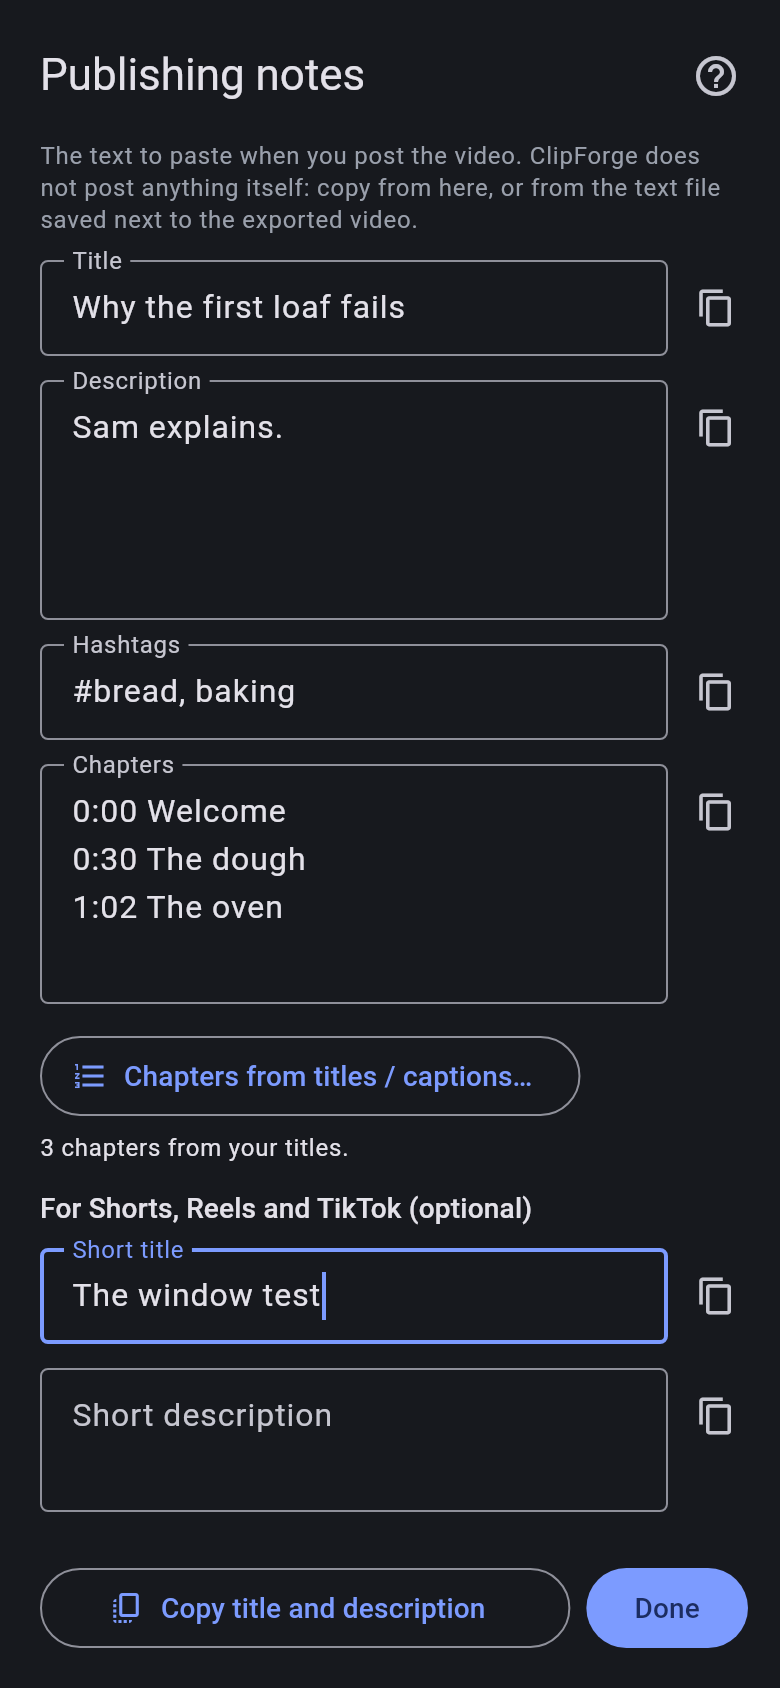 Publishing notes
The text to paste when you post the video. ClipForge does
not post anything itself: copy from here, or from the text file
saved next to the exported video.
Title
Why the first loaf fails
Description
Sam explains.
Hashtags
#bread, baking
Chapters
0:00 Welcome
0:30 The dough
1:02 The oven
Chapters from titles / captions…
3 chapters from your titles.
For Shorts, Reels and TikTok (optional)
Short title
The window test
Short description
Copy title and description
Done